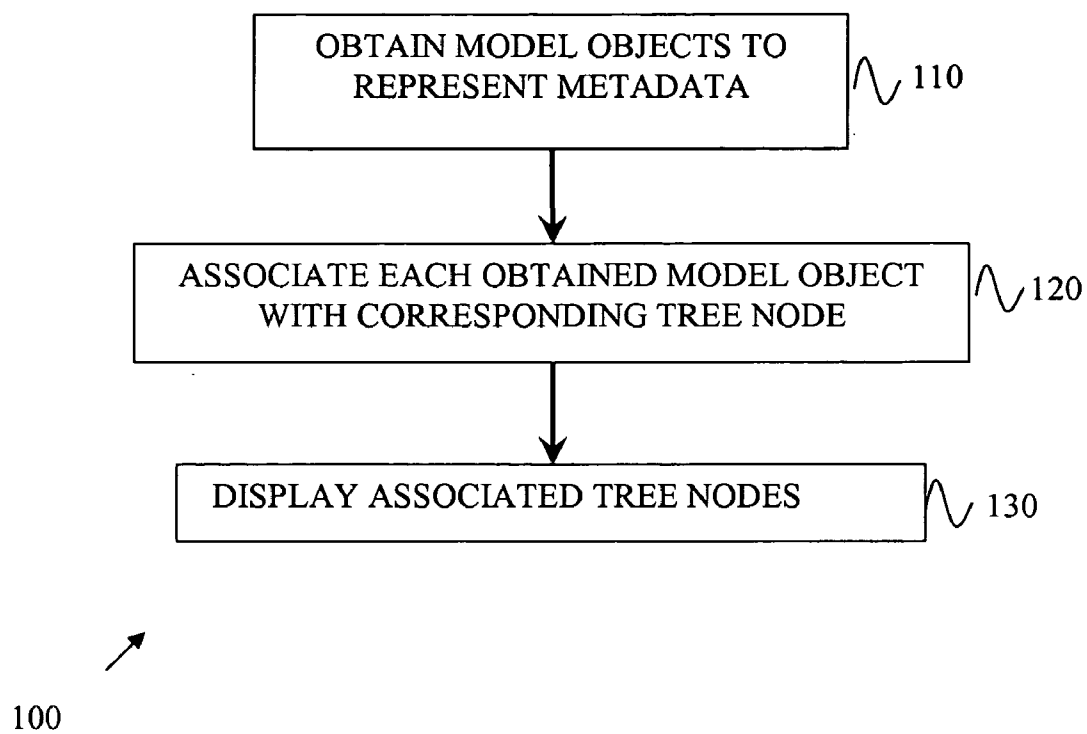 OBTAIN MODEL OBJECTS TO
REPRESENT METADATA
110
ASSOCIATE EACH OBTAINED MODEL OBJECT
WITH CORRESPONDING TREE NODE
120
DISPLAY ASSOCIATED TREE NODES
130
100